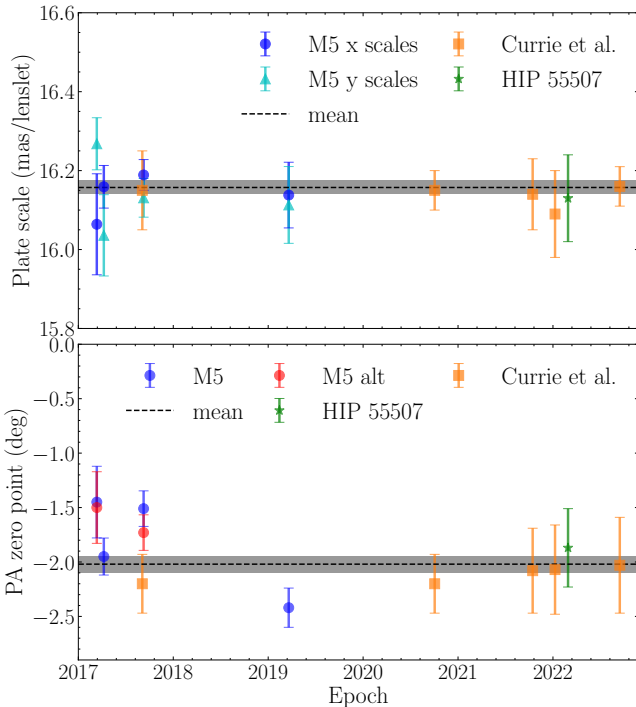 16.6
16.4
16.2
16.0
15.8
Plate scale (mas/lenslet)
M5 x scales
Currie et al.
M5 y scales
HIP 55507
mean
0.0
−0.5
−1.0
−1.5
−2.0
−2.5
PA zero point (deg)
M5
M5 alt
Currie et al.
mean
HIP 55507
2017
2018
2019
2020
2021
2022
Epoch